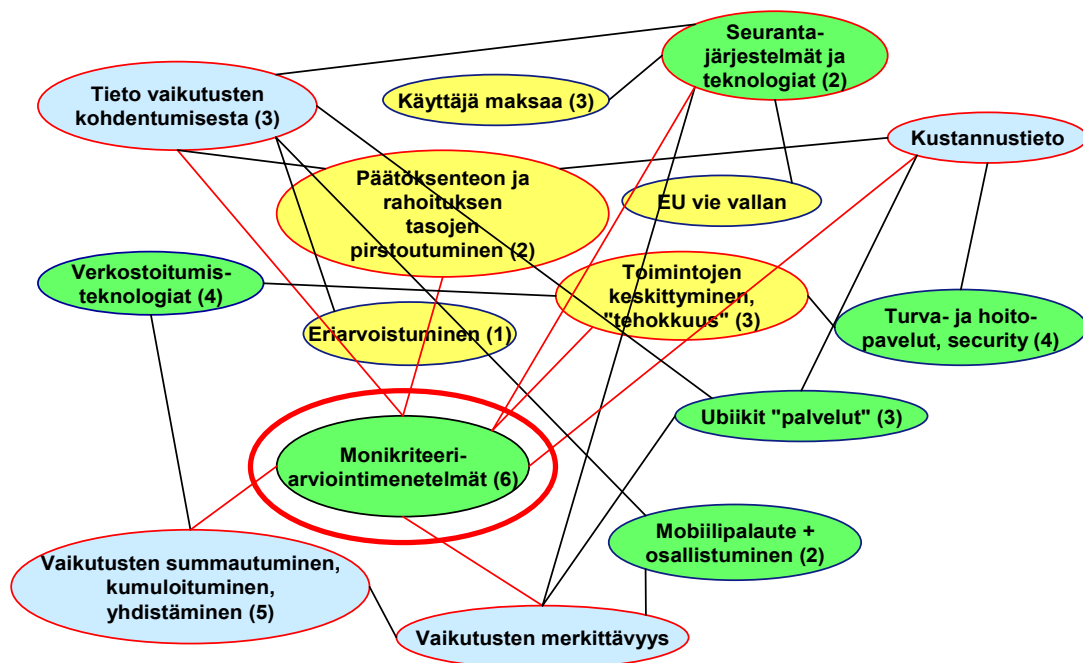 Seuranta-
järjestelmät ja
teknologiat (2)
Tieto vaikutusten
kohdentumisesta (3)
Käyttäjä maksaa (3)
Kustannustieto
Päätöksenteon ja
rahoituksen
tasojen
pirstoutuminen (2)
EU vie vallan
Verkostoitumis-
teknologiat (4)
Toimintojen
keskittyminen,
"tehokkuus" (3)
Turva- ja hoito-
pavelut, security (4)
Eriarvoistuminen (1)
Ubiikit "palvelut" (3)
Monikriteeri-
arviointimenetelmät (6)
Mobiilipalaute +
osallistuminen (2)
Vaikutusten summautuminen,
kumuloituminen,
yhdistäminen (5)
Vaikutusten merkittävyys